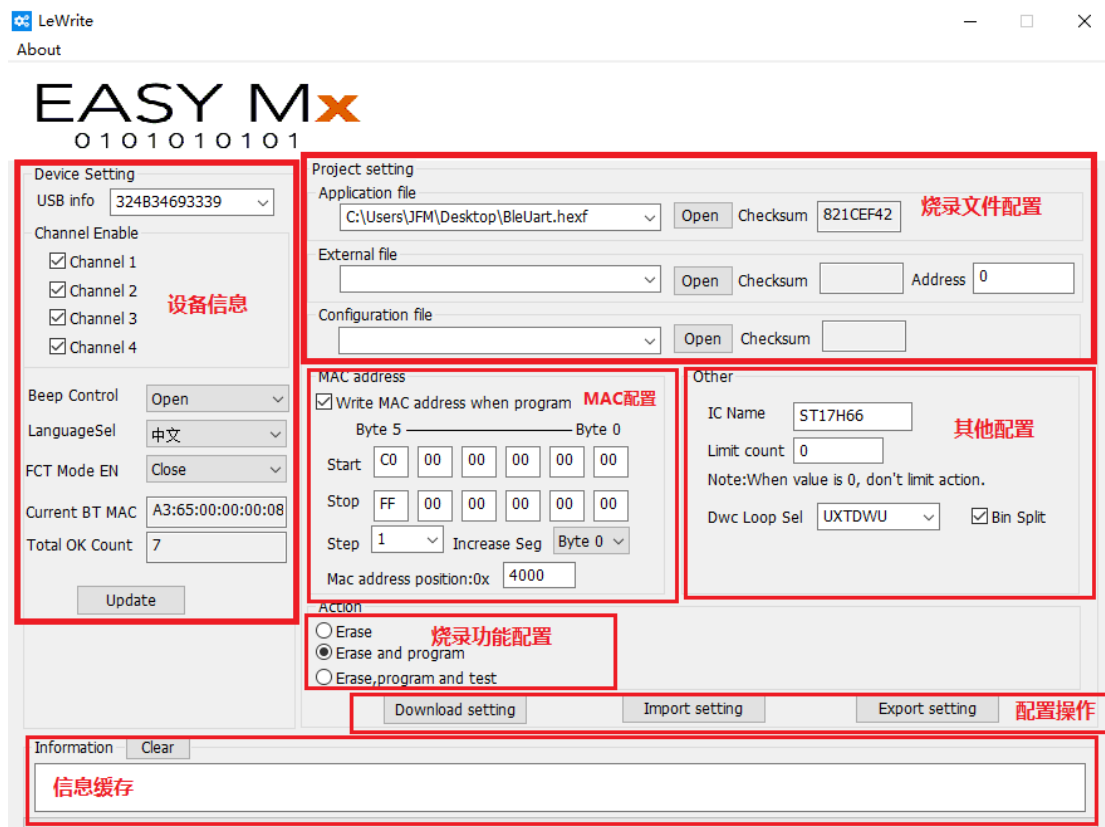 LeWrite
About
EASY Mx
0101010101
Device Setting
USB info 324B34693339
Channel Enable
Channel 1
Channel 2
Channel 3
Channel 4
设备信息
Beep Control Open
LanguageSel 中文
FCT Mode EN Close
Current BT MAC A3:65:00:00:00:08
Total OK Count 7
Update
Project setting
Application file
C:\Users\JFM\Desktop\BleUart.hexf Open Checksum 821CEF42 烧录文件配置
External file
Open Checksum Address 0
Configuration file
Open Checksum
MAC address
Write MAC address when program MAC配置
Byte 5 Byte 0
Start C0 00 00 00 00 00
Stop FF 00 00 00 00 00
Step 1 Increase Seg Byte 0
Mac address position:0x 4000
Other
IC Name ST17H66 其他配置
Limit count 0
Note:When value is 0, don't limit action.
Dwc Loop Sel UXTDWU Bin Split
Action
Erase 烧录功能配置
Erase and program
Erase,program and test
Download setting Import setting Export setting 配置操作
Information Clear
信息缓存